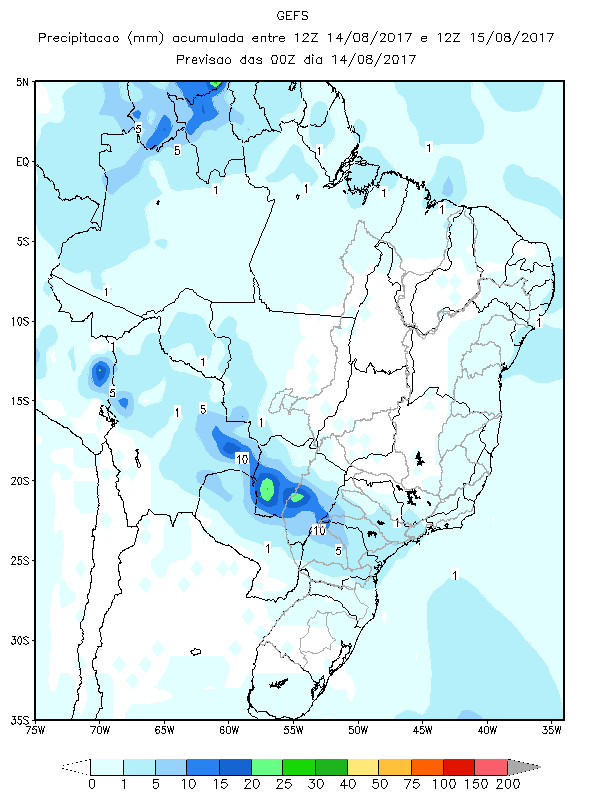 GEFS
Precipitacao (mm) acumulada entre 12Z 14/08/2017 e 12Z 15/08/2017
Previsao das 00Z dia 14/08/2017
5N
5
5
1
1
EQ
1
1
1
1
5S
1
1
10S
1
1
1
5
15S
5
1
1
10
20S
10
1
1
5
25S
1
30S
35S
75W 70W 65W 60W 55W 50W 45W 40W 35W
0 1 5 10 15 20 25 30 40 50 75 100 150 200